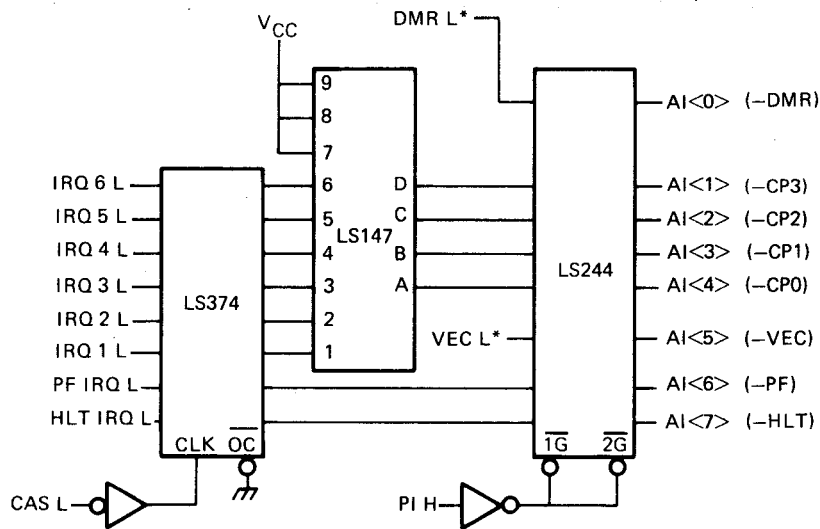 V_CC
DMR L*
9
8
7
6
5
4
3
2
1
LS147
D
C
B
A
IRQ 6 L
IRQ 5 L
IRQ 4 L
IRQ 3 L
IRQ 2 L
IRQ 1 L
PF IRQ L
HLT IRQ L
LS374
CLK
OC
CAS L
VEC L*
LS244
1G
2G
PI H
AI<0> (–DMR)
AI<1> (–CP3)
AI<2> (–CP2)
AI<3> (–CP1)
AI<4> (–CP0)
AI<5> (–VEC)
AI<6> (–PF)
AI<7> (–HLT)